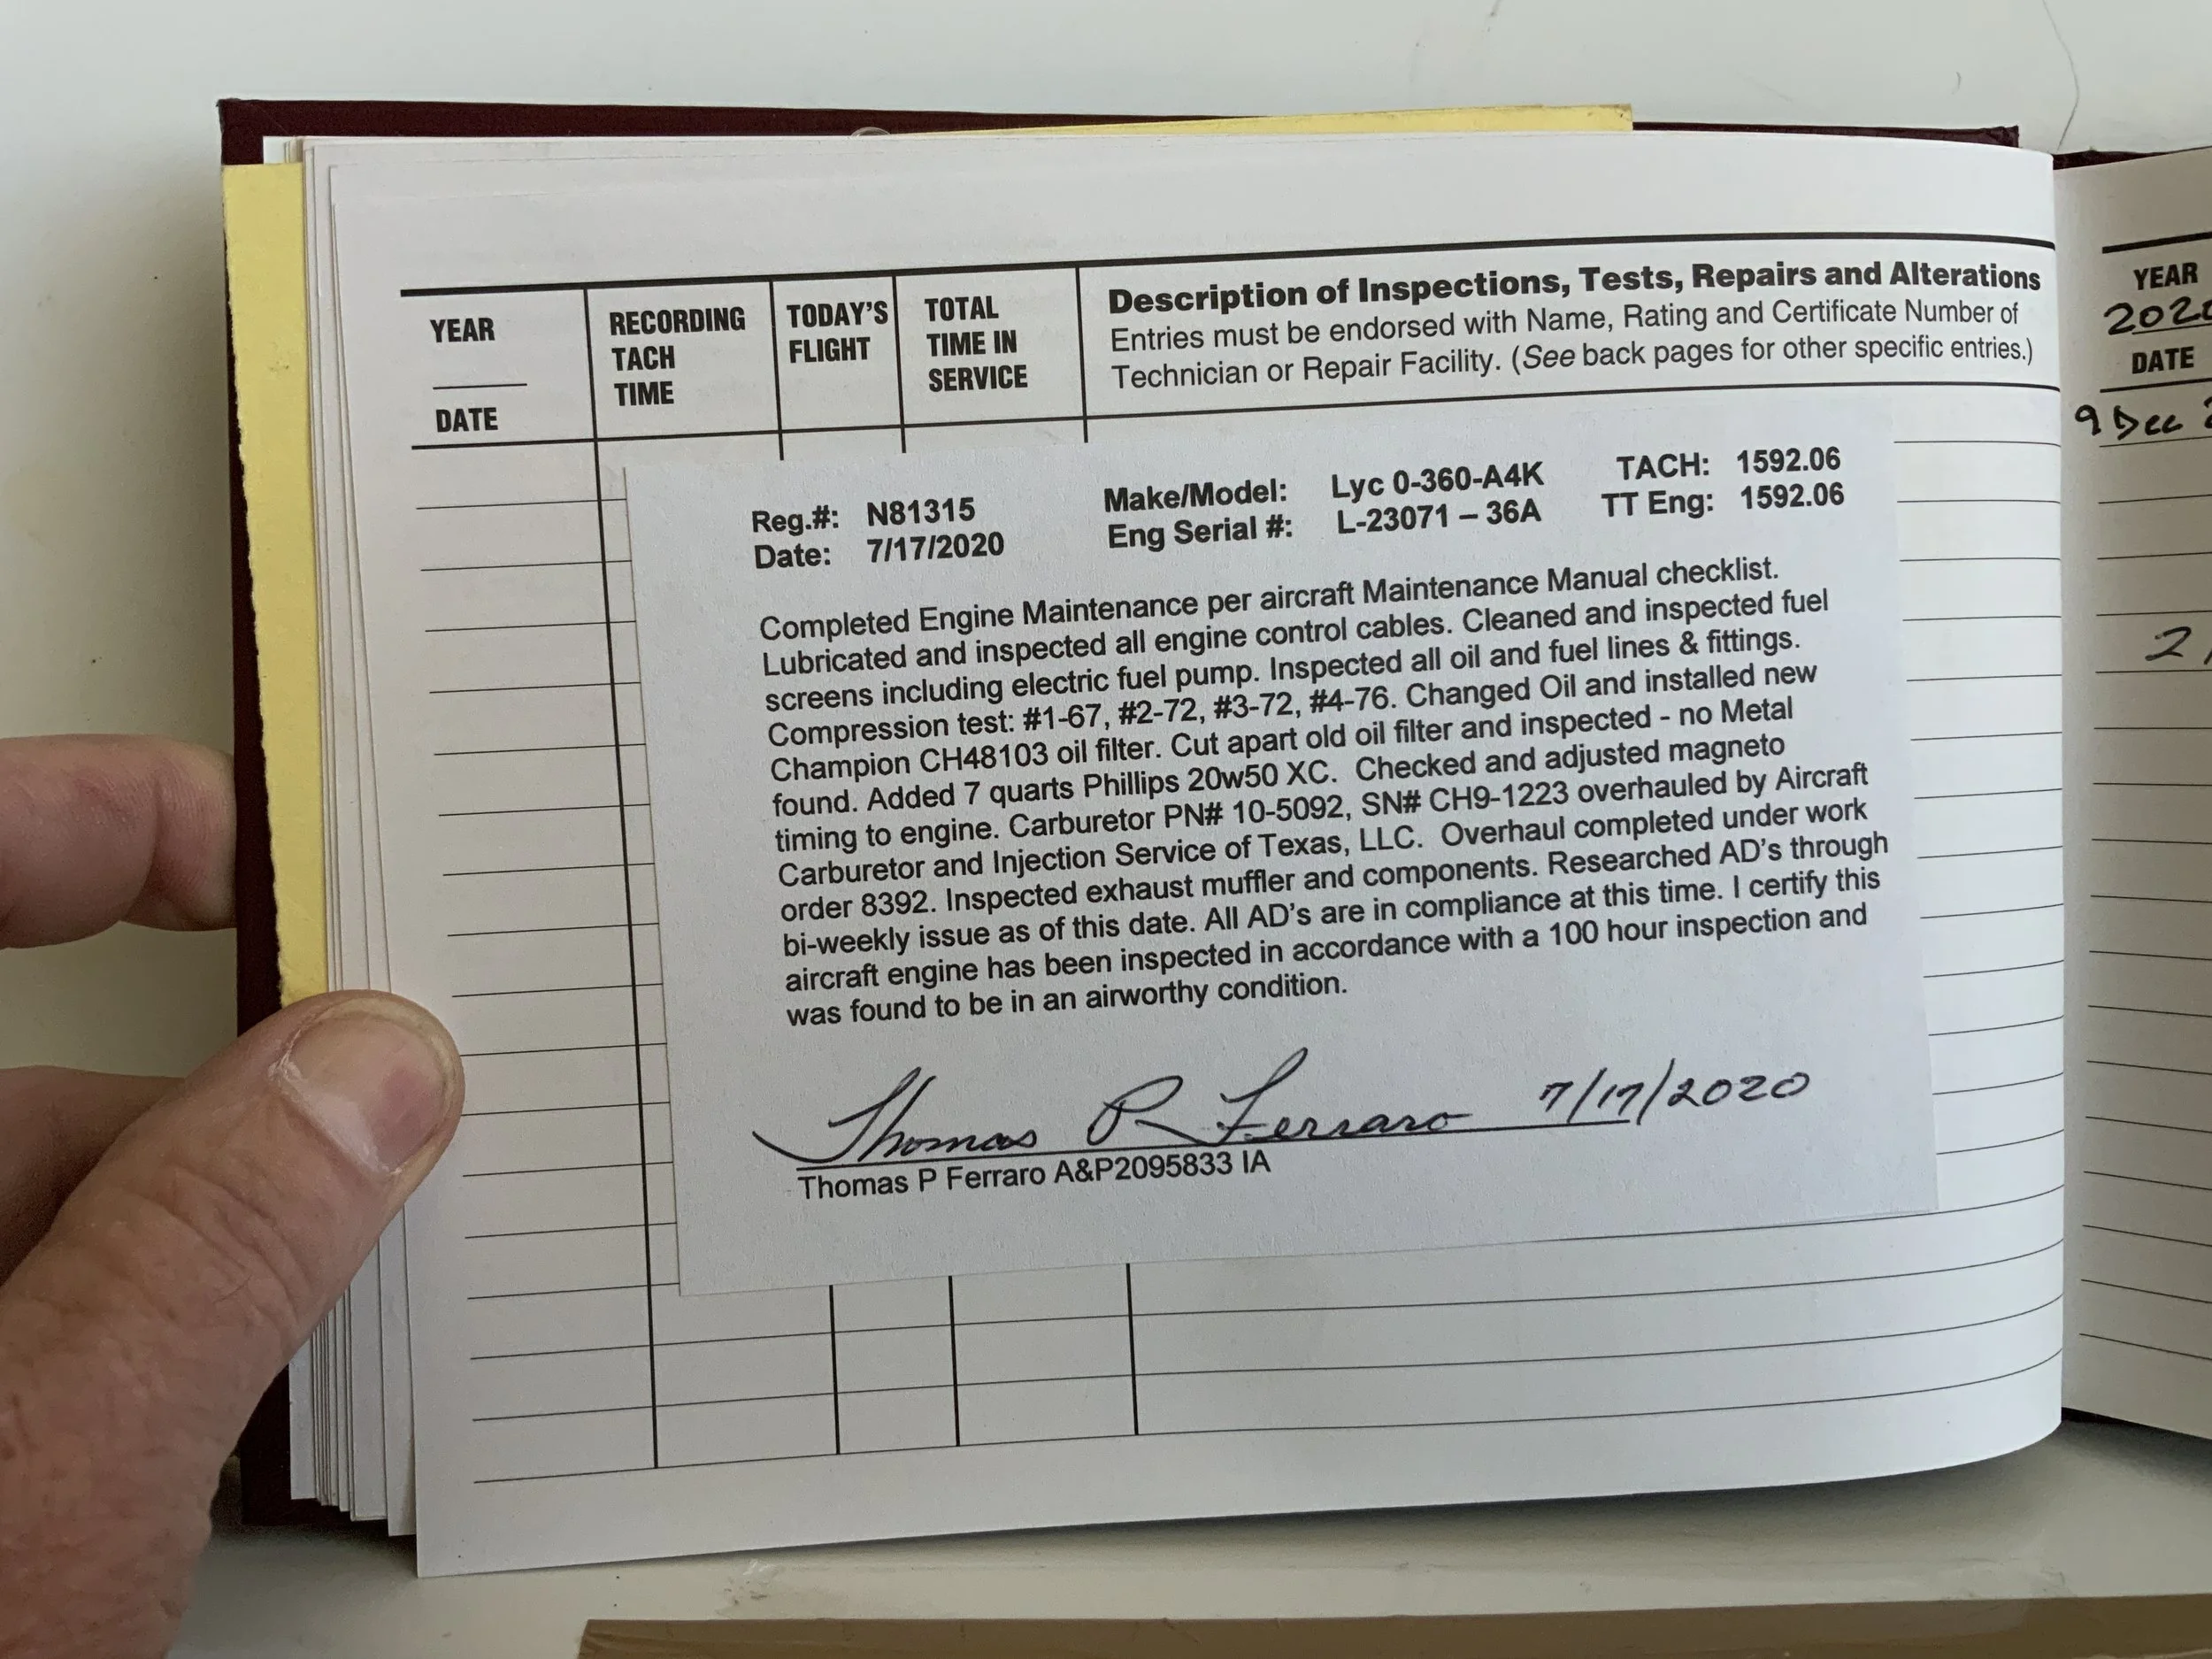 YEAR
DATE
RECORDING
TACH
TIME
TODAY'S
FLIGHT
TOTAL
TIME IN
SERVICE
Description of Inspections, Tests, Repairs and Alterations
Entries must be endorsed with Name, Rating and Certificate Number of
Technician or Repair Facility. (See back pages for other specific entries.)
Reg.#: N81315 Make/Model: Lyc 0-360-A4K TACH: 1592.06
Date: 7/17/2020 Eng Serial #: L-23071 – 36A TT Eng: 1592.06
Completed Engine Maintenance per aircraft Maintenance Manual checklist.
Lubricated and inspected all engine control cables. Cleaned and inspected fuel
screens including electric fuel pump. Inspected all oil and fuel lines & fittings.
Compression test: #1-67, #2-72, #3-72, #4-76. Changed Oil and installed new
Champion CH48103 oil filter. Cut apart old oil filter and inspected - no Metal
found. Added 7 quarts Phillips 20w50 XC. Checked and adjusted magneto
timing to engine. Carburetor PN# 10-5092, SN# CH9-1223 overhauled by Aircraft
Carburetor and Injection Service of Texas, LLC. Overhaul completed under work
order 8392. Inspected exhaust muffler and components. Researched AD's through
bi-weekly issue as of this date. All AD's are in compliance at this time. I certify this
aircraft engine has been inspected in accordance with a 100 hour inspection and
was found to be in an airworthy condition.
Thomas P Ferraro 7/17/2020
Thomas P Ferraro A&P2095833 IA
YEAR
DATE
9 Dec